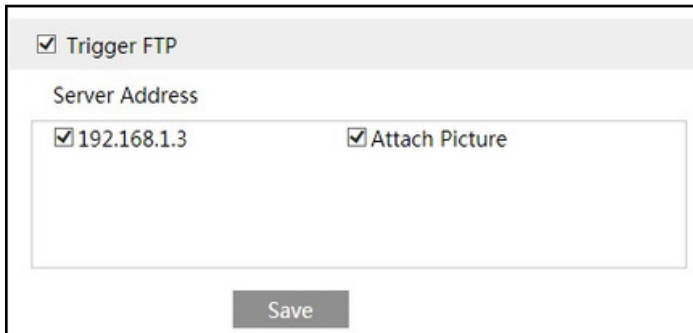 Trigger FTP
Server Address
192.168.1.3 Attach Picture
Save